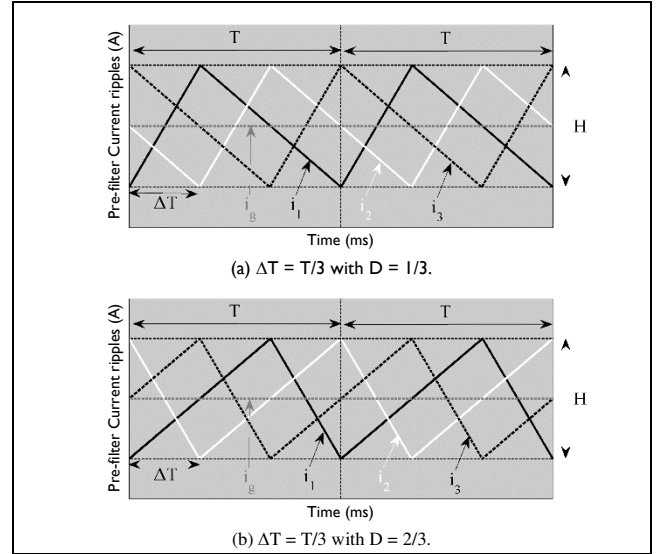 Pre-filter Current ripples (A)
T
T
H
ΔT
i_g
i_1
i_2
i_3
Time (ms)
(a) ΔT = T/3 with D = 1/3.
Pre-filter Current ripples (A)
T
T
H
ΔT
i_g
i_1
i_2
i_3
Time (ms)
(b) ΔT = T/3 with D = 2/3.